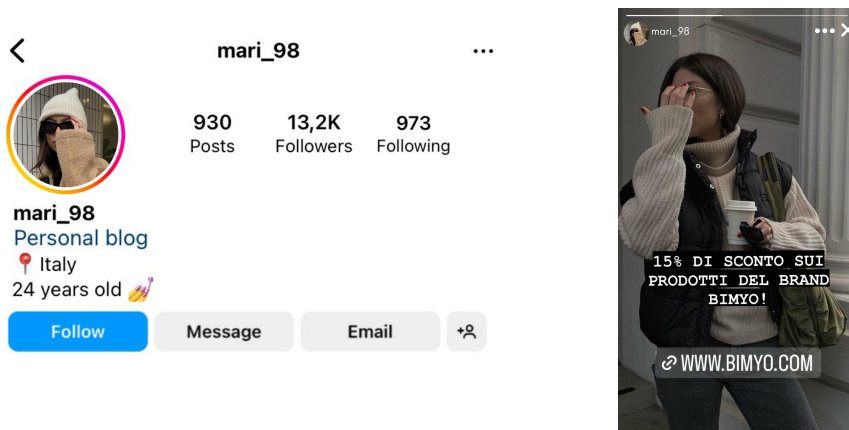 mari_98
930
Posts
13,2K
Followers
973
Following
mari_98
Personal blog
📍 Italy
24 years old 💅
Follow
Message
Email
mari_98
15% DI SCONTO SUI
PRODOTTI DEL BRAND
BIMYO!
WWW.BIMYO.COM